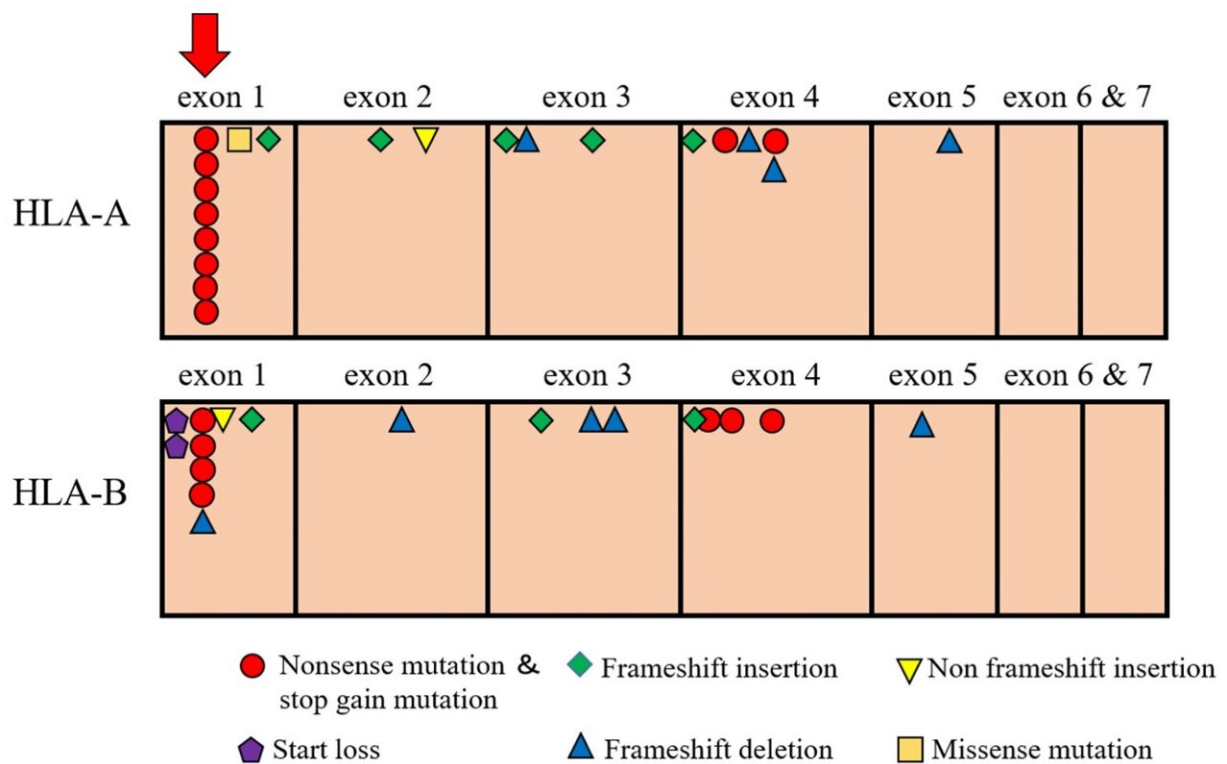 exon 1 exon 2 exon 3 exon 4 exon 5 exon 6 & 7
HLA-A
exon 1 exon 2 exon 3 exon 4 exon 5 exon 6 & 7
HLA-B
Nonsense mutation &
stop gain mutation
Frameshift insertion
Non frameshift insertion
Start loss
Frameshift deletion
Missense mutation